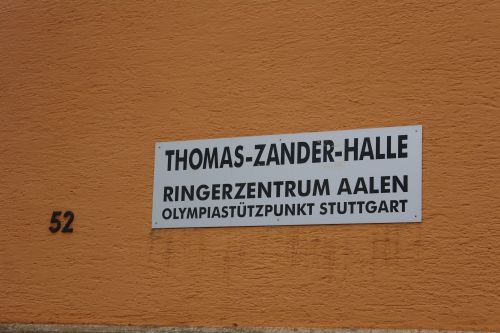 52
THOMAS-ZANDER-HALLE
RINGERZENTRUM AALEN
OLYMPIASTÜTZPUNKT STUTTGART